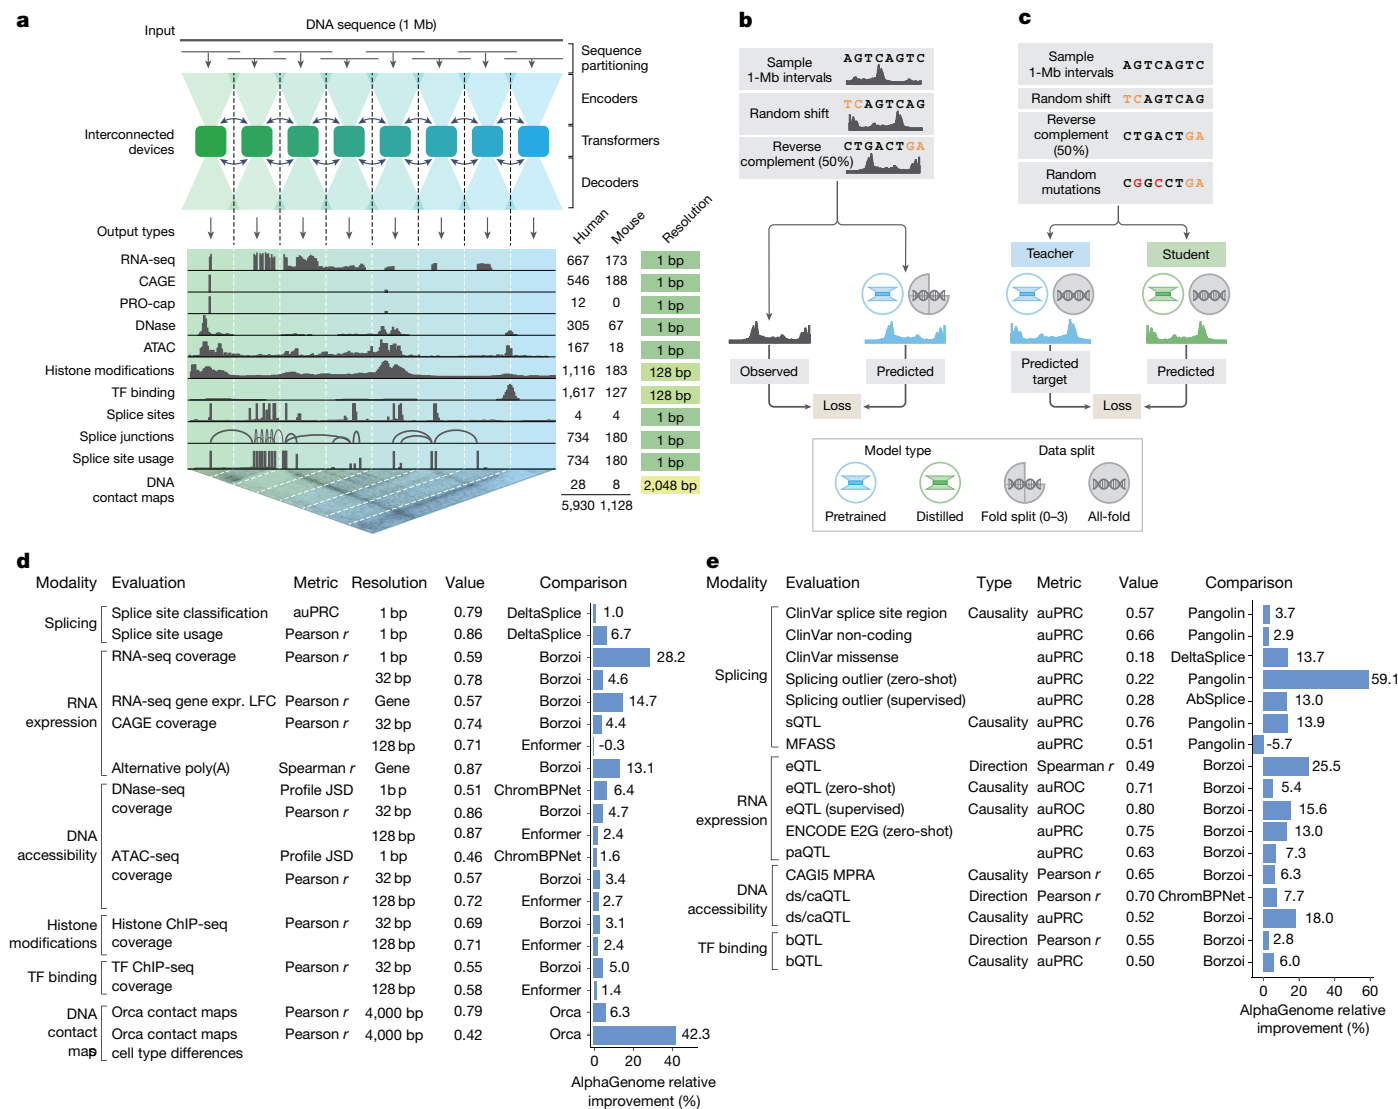 a
Input
DNA sequence (1 Mb)
Sequence
partitioning
Encoders
Interconnected
devices
Transformers
Decoders
Output types
Human
Mouse
Resolution
RNA-seq 667 173 1 bp
CAGE 546 188 1 bp
PRO-cap 12 0 1 bp
DNase 305 67 1 bp
ATAC 167 18 1 bp
Histone modifications 1,116 183 128 bp
TF binding 1,617 127 128 bp
Splice sites 4 4 1 bp
Splice junctions 734 180 1 bp
Splice site usage 734 180 1 bp
DNA
contact maps 28 8 2,048 bp
5,930 1,128
b
Sample
1-Mb intervals
AGTCAGTC
Random shift
TCAGTCAG
Reverse
complement (50%)
CTGACTGA
Observed
Predicted
Loss
c
Sample
1-Mb intervals
AGTCAGTC
Random shift
TCAGTCAG
Reverse
complement
(50%)
CTGACTGA
Random
mutations
CGGCCTGA
Teacher
Student
Predicted
target
Predicted
Loss
Model type
Data split
Pretrained
Distilled
Fold split (0–3)
All-fold
d
Modality Evaluation Metric Resolution Value Comparison
Splicing
Splice site classification auPRC 1 bp 0.79 DeltaSplice 1.0
Splice site usage Pearson r 1 bp 0.86 DeltaSplice 6.7
RNA
expression
RNA-seq coverage Pearson r 1 bp 0.59 Borzoi 28.2
32 bp 0.78 Borzoi 4.6
RNA-seq gene expr. LFC Pearson r Gene 0.57 Borzoi 14.7
CAGE coverage Pearson r 32 bp 0.74 Borzoi 4.4
128 bp 0.71 Enformer -0.3
Alternative poly(A) Spearman r Gene 0.87 Borzoi 13.1
DNA
accessibility
DNase-seq
coverage
Profile JSD 1 bp 0.51 ChromBPNet 6.4
Pearson r 32 bp 0.86 Borzoi 4.7
128 bp 0.87 Enformer 2.4
ATAC-seq
coverage
Profile JSD 1 bp 0.46 ChromBPNet 1.6
Pearson r 32 bp 0.57 Borzoi 3.4
128 bp 0.72 Enformer 2.7
Histone
modifications
Histone ChIP-seq
coverage
Pearson r 32 bp 0.69 Borzoi 3.1
128 bp 0.71 Enformer 2.4
TF binding
TF ChIP-seq
coverage
Pearson r 32 bp 0.55 Borzoi 5.0
128 bp 0.58 Enformer 1.4
DNA
contact
map
Orca contact maps Pearson r 4,000 bp 0.79 Orca 6.3
Orca contact maps
cell type differences
Pearson r 4,000 bp 0.42 Orca 42.3
0 20 40
AlphaGenome relative
improvement (%)
e
Modality Evaluation Type Metric Value Comparison
Splicing
ClinVar splice site region Causality auPRC 0.57 Pangolin 3.7
ClinVar non-coding auPRC 0.66 Pangolin 2.9
ClinVar missense auPRC 0.18 DeltaSplice 13.7
Splicing outlier (zero-shot) auPRC 0.22 Pangolin 59.1
Splicing outlier (supervised) auPRC 0.28 AbSplice 13.0
sQTL Causality auPRC 0.76 Pangolin 13.9
MFASS auPRC 0.51 Pangolin -5.7
RNA
expression
eQTL Direction Spearman r 0.49 Borzoi 25.5
eQTL (zero-shot) Causality auROC 0.71 Borzoi 5.4
eQTL (supervised) Causality auROC 0.80 Borzoi 15.6
ENCODE E2G (zero-shot) auPRC 0.75 Borzoi 13.0
paQTL auPRC 0.63 Borzoi 7.3
DNA
accessibility
CAGI5 MPRA Causality Pearson r 0.65 Borzoi 6.3
ds/caQTL Direction Pearson r 0.70 ChromBPNet 7.7
ds/caQTL Causality auPRC 0.52 Borzoi 18.0
TF binding
bQTL Direction Pearson r 0.55 Borzoi 2.8
bQTL Causality auPRC 0.50 Borzoi 6.0
0 20 40 60
AlphaGenome relative
improvement (%)